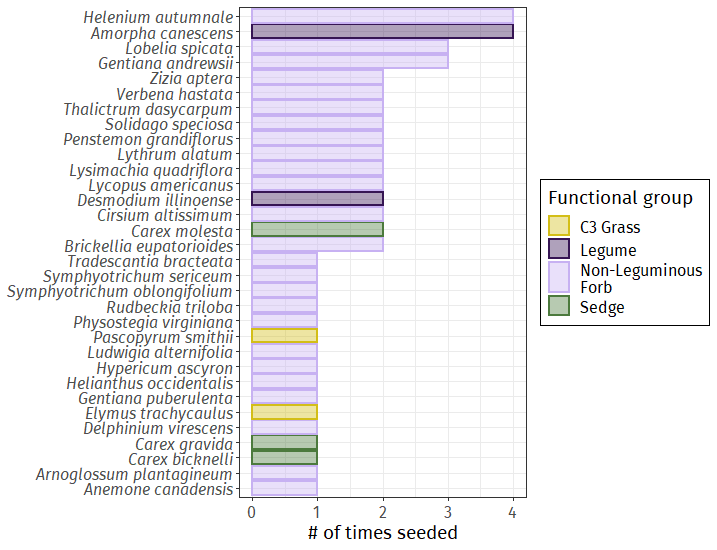 Helenium autumnale
Amorpha canescens
Lobelia spicata
Gentiana andrewsii
Zizia aptera
Verbena hastata
Thalictrum dasycarpum
Solidago speciosa
Penstemon grandiflorus
Lythrum alatum
Lysimachia quadriflora
Lycopus americanus
Desmodium illinoense
Cirsium altissimum
Carex molesta
Brickellia eupatorioides
Tradescantia bracteata
Symphyotrichum sericeum
Symphyotrichum oblongifolium
Rudbeckia triloba
Physostegia virginiana
Pascopyrum smithii
Ludwigia alternifolia
Hypericum ascyron
Helianthus occidentalis
Gentiana puberulenta
Elymus trachycaulus
Delphinium virescens
Carex gravida
Carex bicknelli
Arnoglossum plantagineum
Anemone canadensis
0 1 2 3 4
# of times seeded
Functional group
C3 Grass
Legume
Non-Leguminous
Forb
Sedge